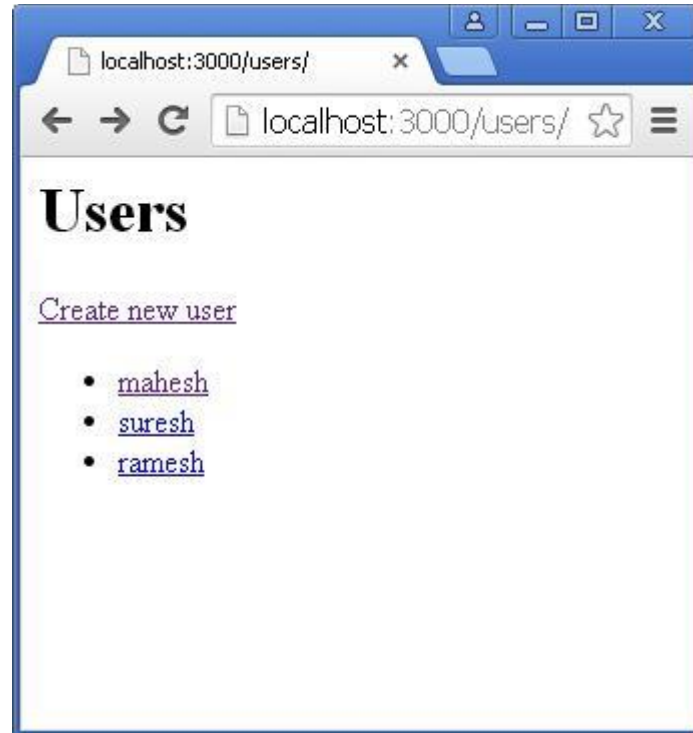 localhost:3000/users/
localhost:3000/users/
Users
Create new user
mahesh
suresh
ramesh